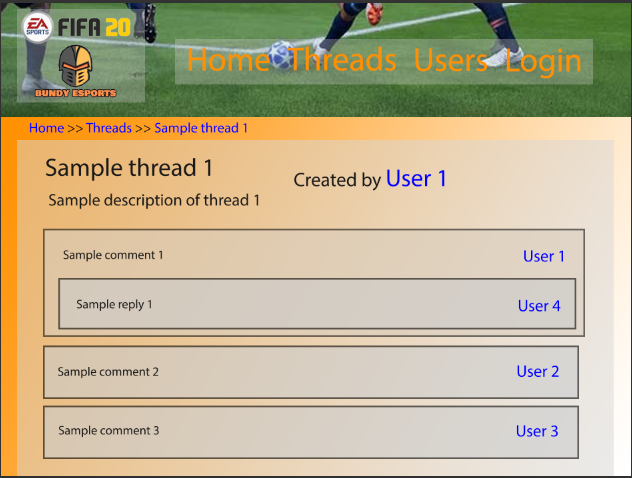 EA
SPORTS
FIFA 20
BUNDY ESPORTS
Home Threads Users Login
Home >> Threads >> Sample thread 1
Sample thread 1
Created by User 1
Sample description of thread 1
Sample comment 1 User 1
Sample reply 1 User 4
Sample comment 2 User 2
Sample comment 3 User 3